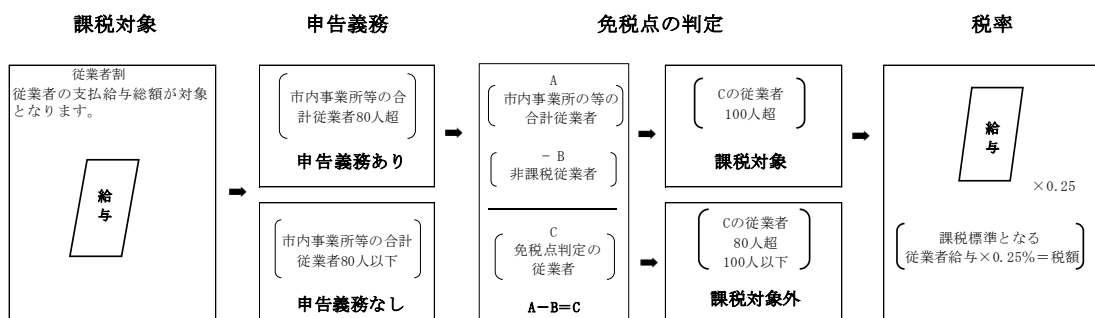 課税対象
申告義務
免税点の判定
税率
従業者割
従業者の支払給与総額が対象
となります。
給
与
➡
市内事業所等の合
計従業者80人超
申告義務あり
市内事業所等の合計
従業者80人以下
申告義務なし
➡
A
市内事業所の等の
合計従業者
－ B
非課税従業者
C
免税点判定の
従業者
A－B＝C
➡
Cの従業者
100人超
課税対象
➡
Cの従業者
80人超
100人以下
課税対象外
➡
給
与
×0.25
課税標準となる
従業者給与×0.25%＝税額